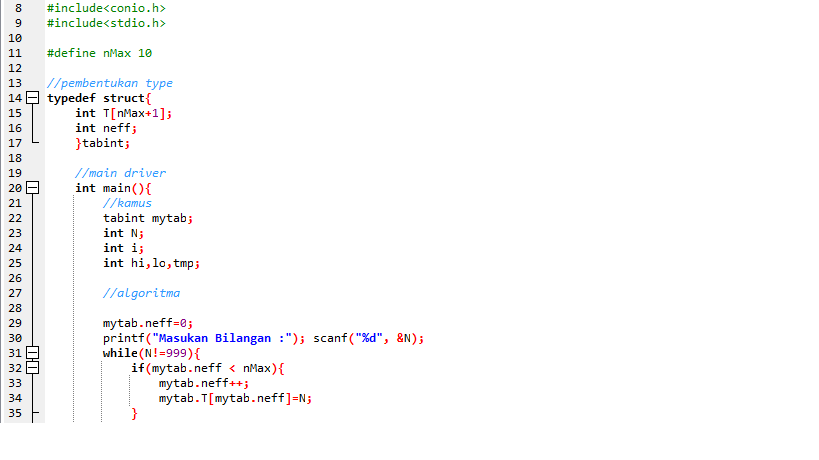 8 #include<conio.h>
9 #include<stdio.h>
10
11 #define nMax 10
12
13 //pembentukan type
14 typedef struct{
15 int T[nMax+1];
16 int neff;
17 }tabint;
18
19 //main driver
20 int main(){
21 //kamus
22 tabint mytab;
23 int N;
24 int i;
25 int hi,lo,tmp;
26
27 //algoritma
28
29 mytab.neff=0;
30 printf("Masukan Bilangan :"); scanf("%d", &N);
31 while(N!=999){
32 if(mytab.neff < nMax){
33 mytab.neff++;
34 mytab.T[mytab.neff]=N;
35 }